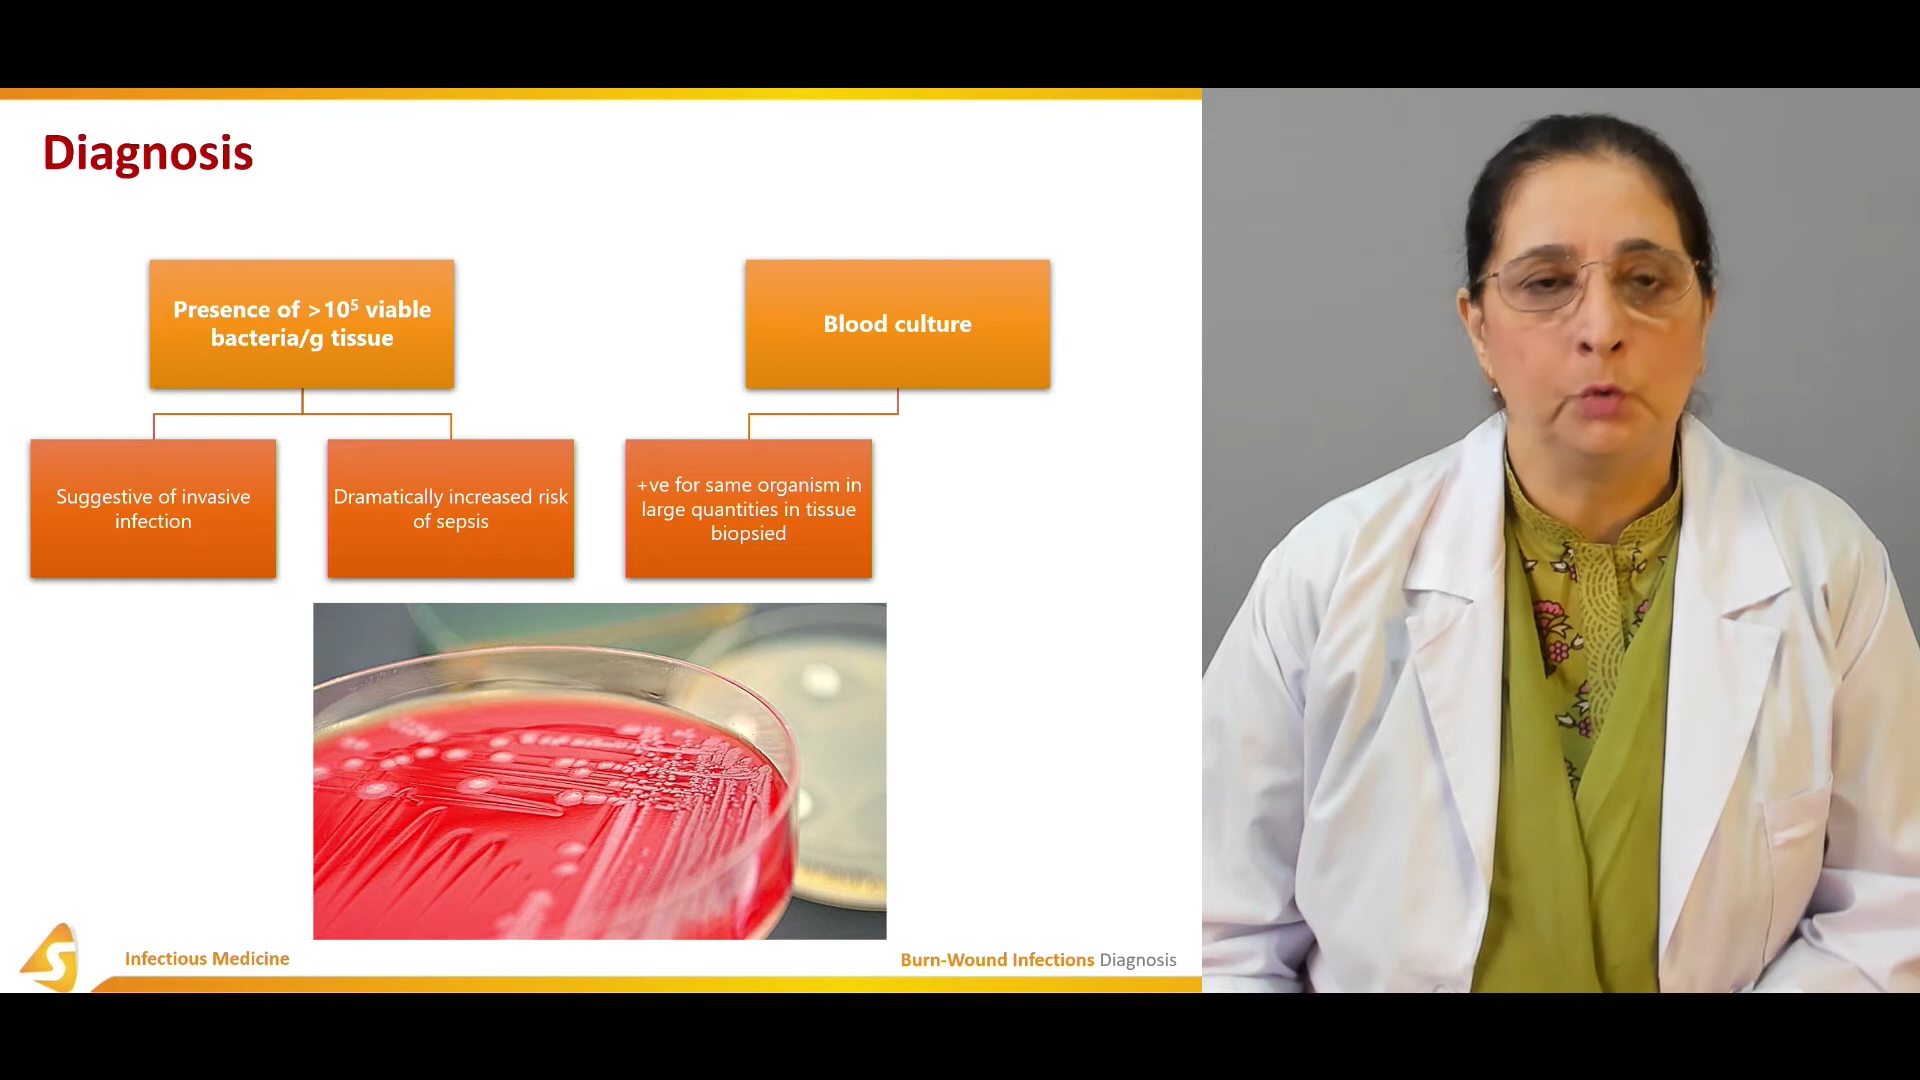 Diagnosis
Presence of >10⁵ viable
bacteria/g tissue
Blood culture
Suggestive of invasive
infection
Dramatically increased risk
of sepsis
+ve for same organism in
large quantities in tissue
biopsied
S
Infectious Medicine
Burn-Wound Infections Diagnosis